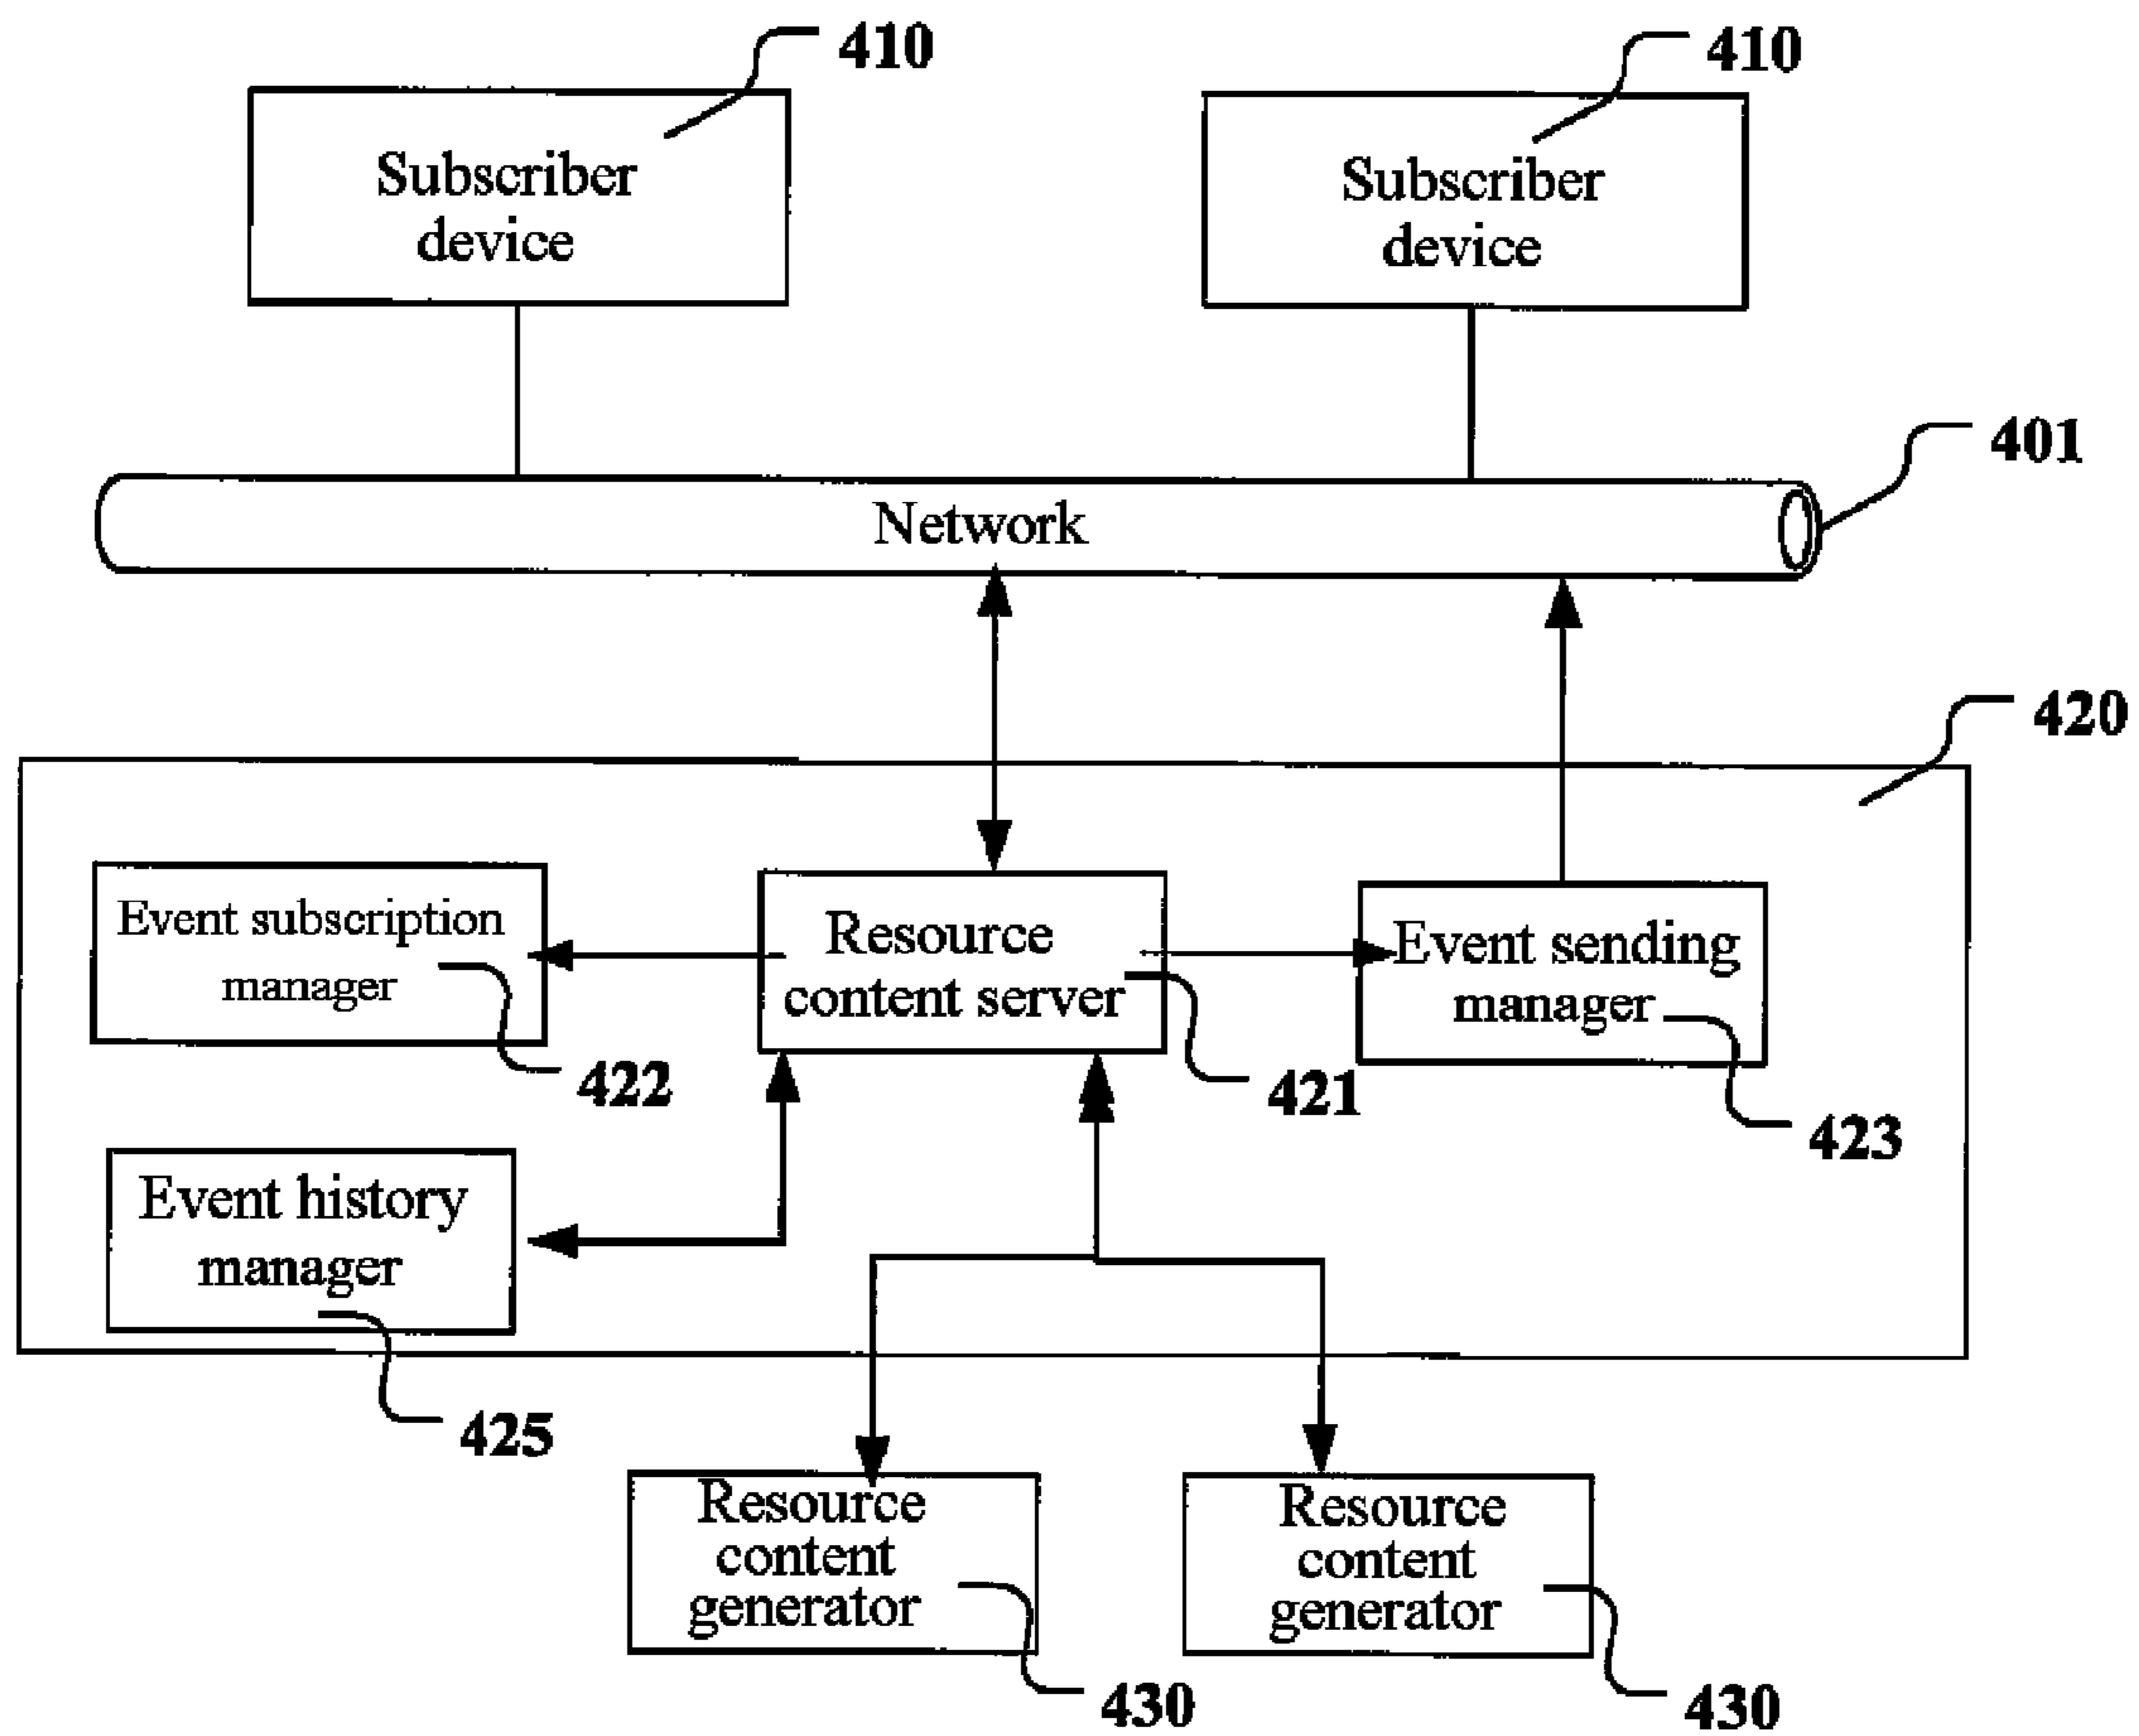 410
410
Subscriber
device
Subscriber
device
401
Network
420
Event subscription
manager
Resource
content server
Event sending
manager
422
421
423
Event history
manager
425
Resource
content
generator
Resource
content
generator
430
430